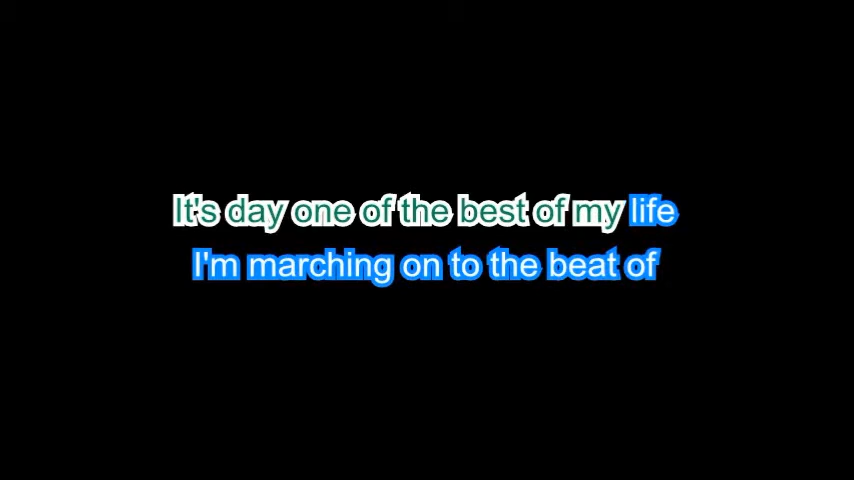 It's day one of the best of my life
I'm marching on to the beat of